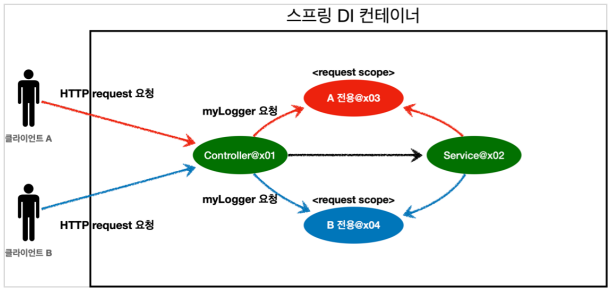 스프링 DI 컨테이너
<request scope>
HTTP request 요청
A 전용@x03
myLogger 요청
클라이언트 A
Controller@x01
Service@x02
myLogger 요청
<request scope>
HTTP request 요청
B 전용@x04
클라이언트 B